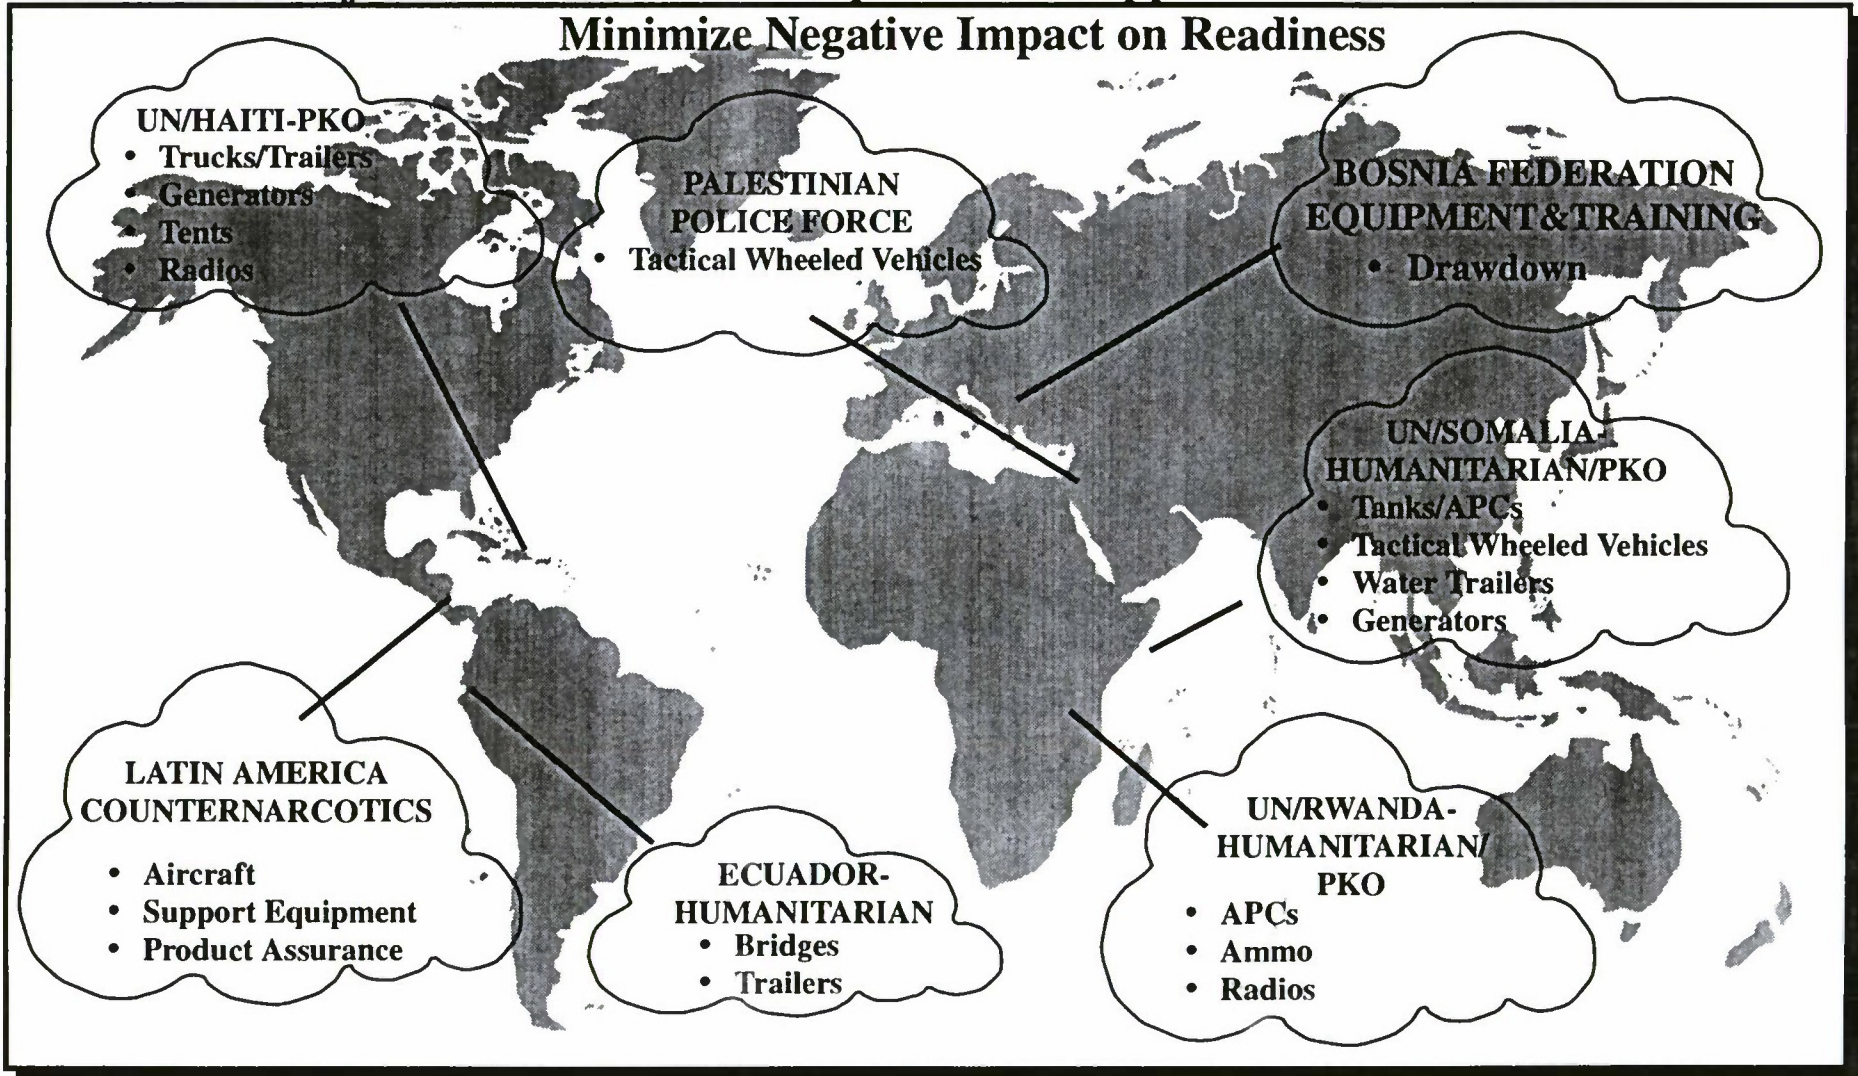 Minimize Negative Impact on Readiness
UN/HAITI-PKO
• Trucks/Trailers
• Generators
• Tents
• Radios
PALESTINIAN
POLICE FORCE
• Tactical Wheeled Vehicles
BOSNIA FEDERATION
EQUIPMENT & TRAINING
• Drawdown
UN/SOMALIA-
HUMANITARIAN/PKO
• Tanks/APCs
• Tactical Wheeled Vehicles
• Water Trailers
• Generators
LATIN AMERICA
COUNTERNARCOTICS
• Aircraft
• Support Equipment
• Product Assurance
ECUADOR-
HUMANITARIAN
• Bridges
• Trailers
UN/RWANDA-
HUMANITARIAN/
PKO
• APCs
• Ammo
• Radios